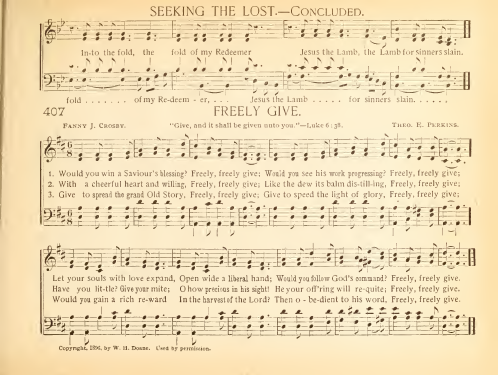 SEEKING THE LOST.—CONCLUDED.
In-to the fold, the fold of my Redeemer Jesus the Lamb, the Lamb for sinners slain.
fold . . . . . . . . of my Re-deem - er, . . . Jesus the Lamb . . . . . for sinners slain. . . . . .
407 FREELY GIVE.
FANNY J. CROSBY. "Give, and it shall be given unto you."—Luke 6: 38. THEO. E. PERKINS.
1. Would you win a Saviour's blessing? Freely, freely give; Would you see his work progressing? Freely, freely give;
2. With a cheerful heart and willing, Freely, freely give; Like the dew its balm dis-till-ing, Freely, freely give;
3. Give to spread the grand Old Story, Freely, freely give; Give to speed the light of glory, Freely, freely give;
Let your souls with love expand, Open wide a liberal hand; Would you follow God's command? Freely, freely give.
Have you lit-tle? Give your mite; O how precious in his sight! He your off'ring will re-quite; Freely, freely give.
Would you gain a rich re-ward In the harvest of the Lord? Then o - be-dient to his word, Freely, freely give.
Copyright, 1896, by W. H. Doane. Used by permission.